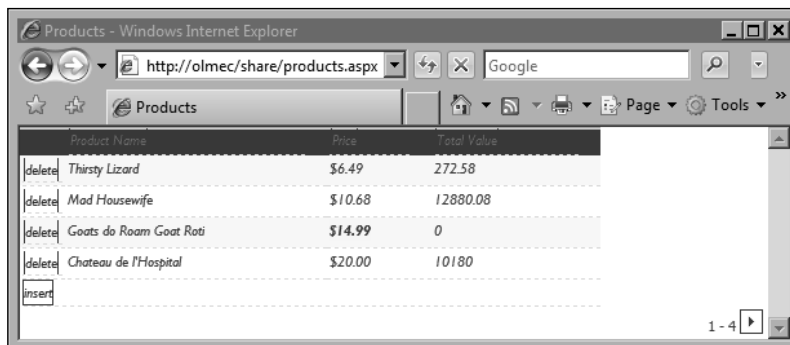 Products - Windows Internet Explorer
http://olmec/share/products.aspx Google
Products Page Tools »
Product Name Price Total Value
delete Thirsty Lizard $6.49 272.58
delete Mad Housewife $10.68 12880.08
delete Goats do Roam Goat Roti $14.99 0
delete Chateau de l'Hospital $20.00 10180
insert
1 - 4